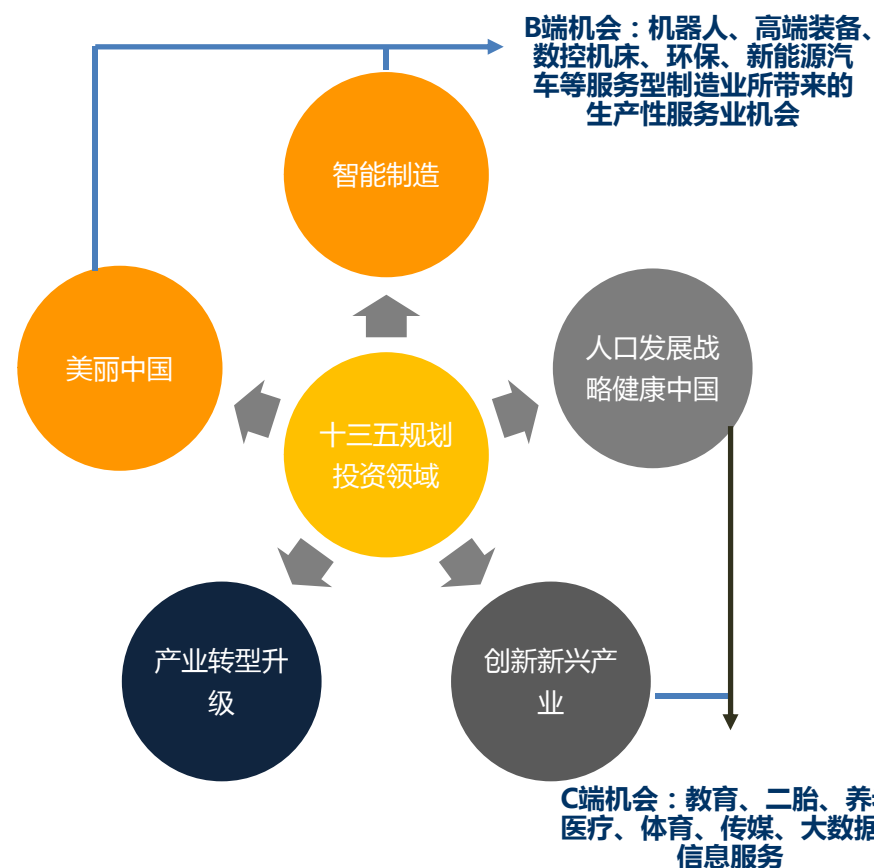 B端机会：机器人、高端装备、
数控机床、环保、新能源汽
车等服务型制造业所带来的
生产性服务业机会
智能制造
美丽中国
人口发展战
略健康中国
十三五规划
投资领域
产业转型升
级
创新新兴产
业
C端机会：教育、二胎、养
医疗、体育、传媒、大数据
信息服务